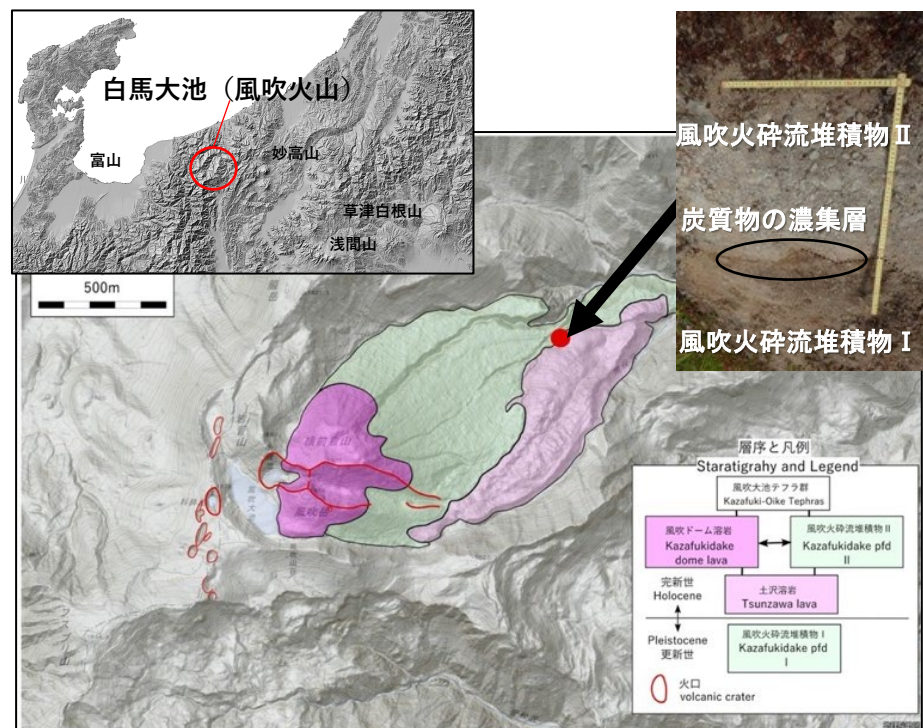 白馬大池（風吹火山）
富山
妙高山
草津白根山
浅間山
川
風吹火砕流堆積物Ⅱ
炭質物の濃集層
風吹火砕流堆積物Ⅰ
500m
風吹岳
層序と凡例
Staratigrahy and Legend
風吹大池テフラ群
Kazafuki-Oike Tephras
風吹ドーム溶岩
Kazafukidake
dome lava
風吹火砕流堆積物Ⅱ
Kazafukidake pfd
II
土沢溶岩
Tsunzawa lava
完新世
Holocene
Pleistocene
更新世
風吹火砕流堆積物Ⅰ
Kazafukidake pfd
I
火口
volcanic crater